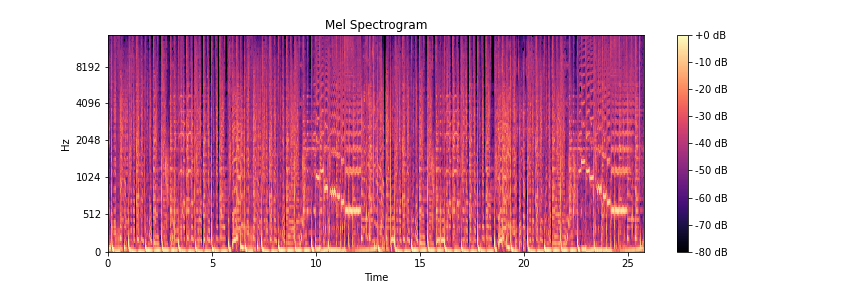 Mel Spectrogram
Hz
8192
4096
2048
1024
512
0
0 5 10 15 20 25
Time
+0 dB
-10 dB
-20 dB
-30 dB
-40 dB
-50 dB
-60 dB
-70 dB
-80 dB